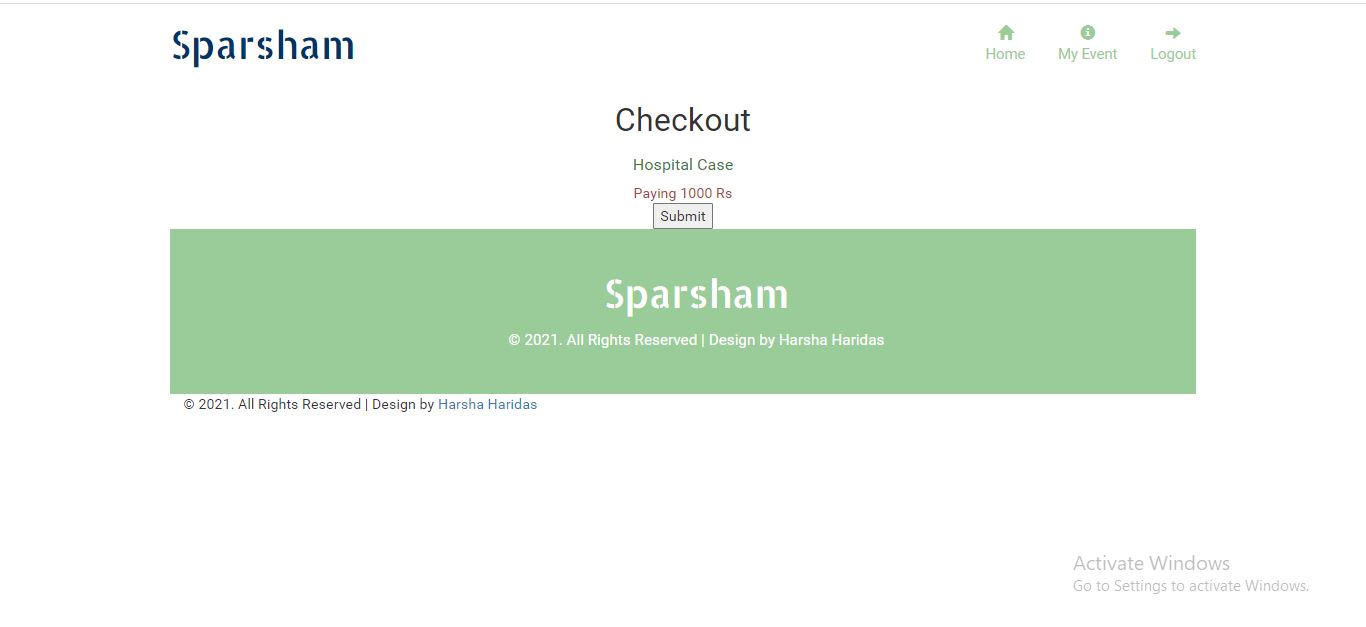 Sparsham
Home
My Event
Logout
Checkout
Hospital Case
Paying 1000 Rs
Submit
Sparsham
© 2021. All Rights Reserved | Design by Harsha Haridas
© 2021. All Rights Reserved | Design by Harsha Haridas
Activate Windows
Go to Settings to activate Windows.